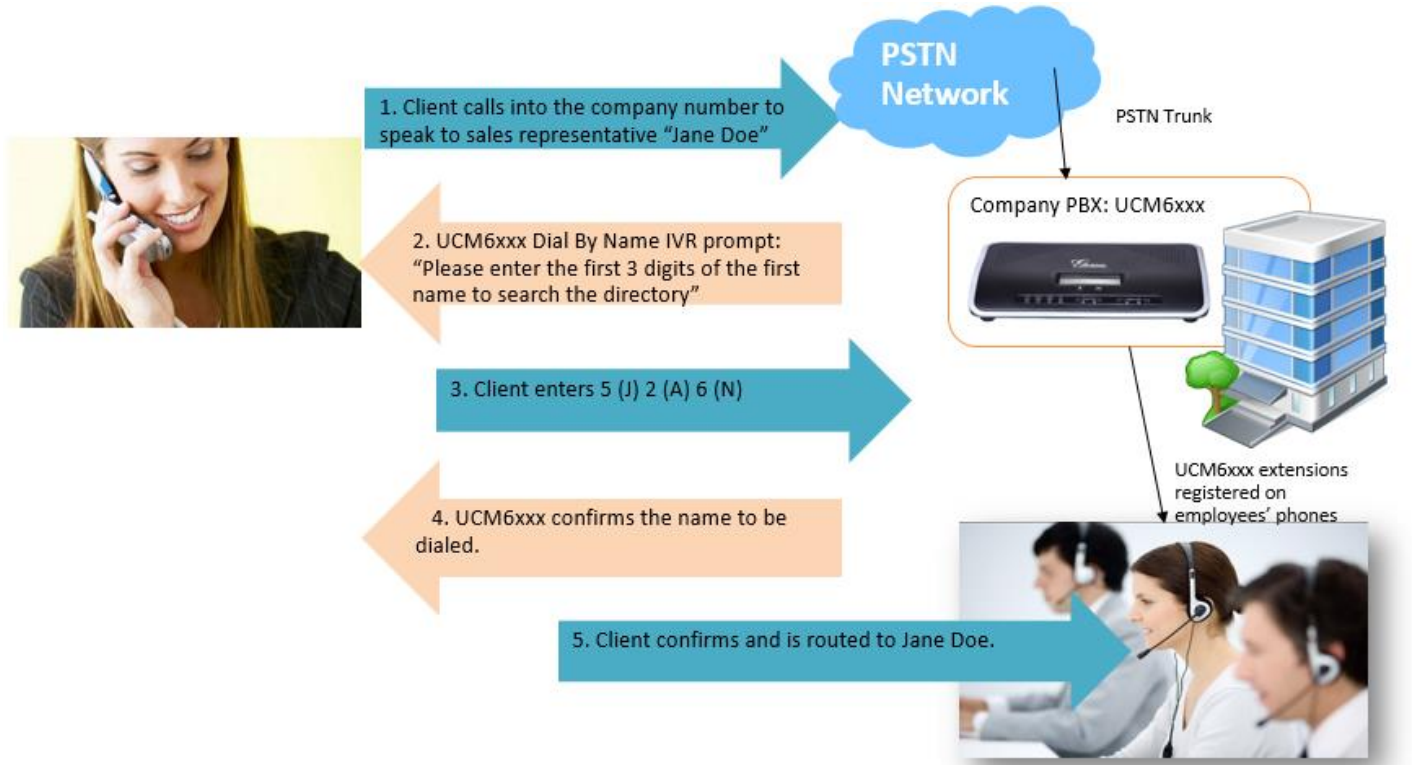 PSTN
Network
1. Client calls into the company number to
speak to sales representative “Jane Doe”
PSTN Trunk
Company PBX: UCM6xxx
2. UCM6xxx Dial By Name IVR prompt:
“Please enter the first 3 digits of the first
name to search the directory”
3. Client enters 5 (J) 2 (A) 6 (N)
UCM6xxx extensions
registered on
employees’ phones
4. UCM6xxx confirms the name to be
dialed.
5. Client confirms and is routed to Jane Doe.